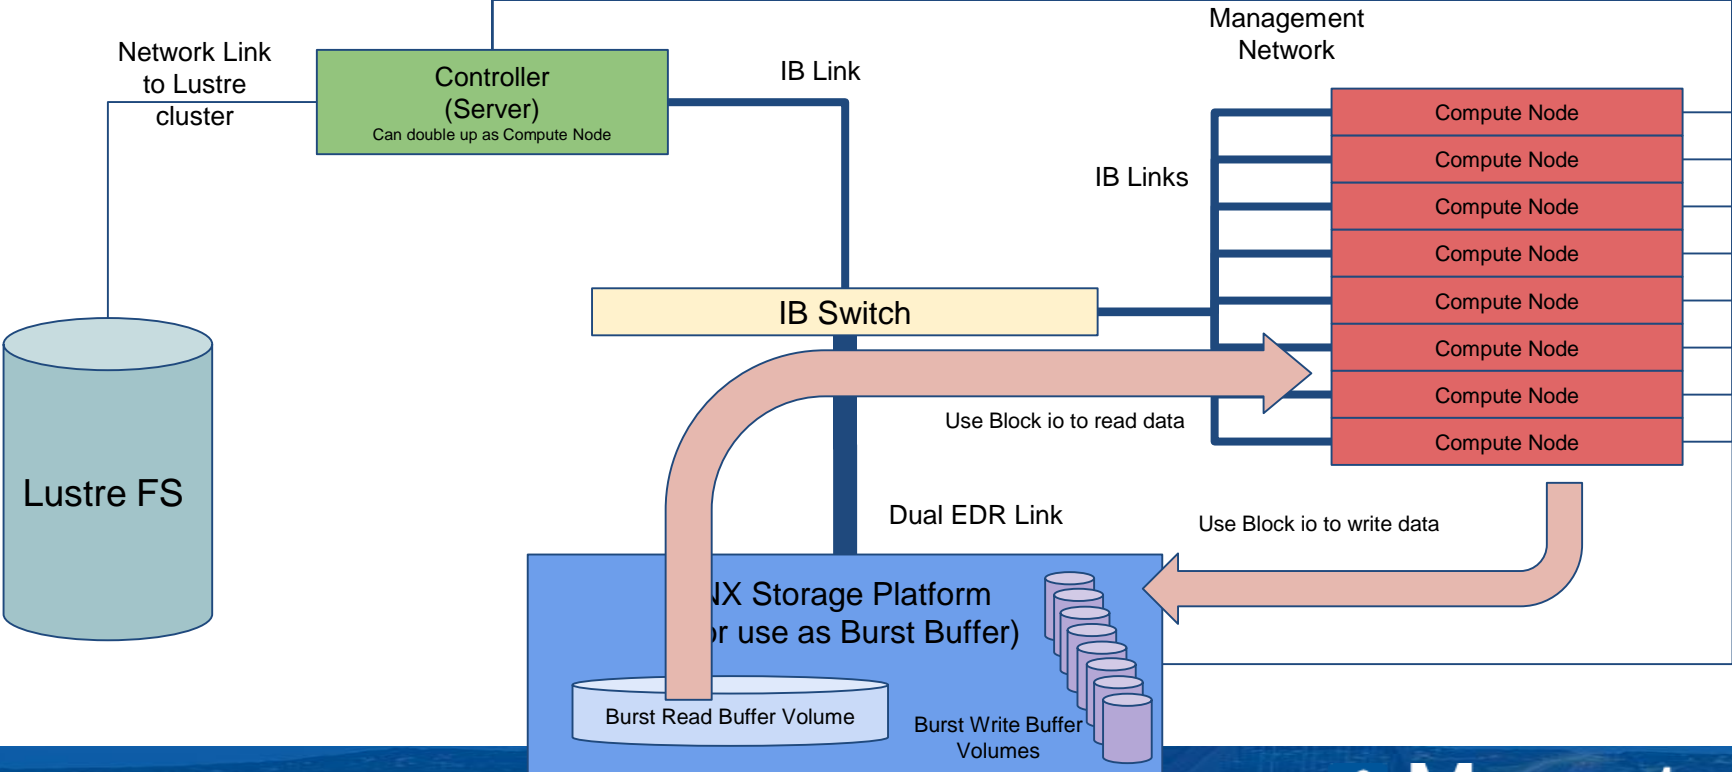 Management
Network
Network Link
to Lustre
cluster
Controller
(Server)
Can double up as Compute Node
IB Link
Compute Node
Compute Node
IB Links
Compute Node
Compute Node
Compute Node
IB Switch
Compute Node
Compute Node
Use Block io to read data
Compute Node
Lustre FS
Dual EDR Link
Use Block io to write data
Storage Platform
use as Burst Buffer)
Burst Read Buffer Volume
Burst Write Buffer
Volumes